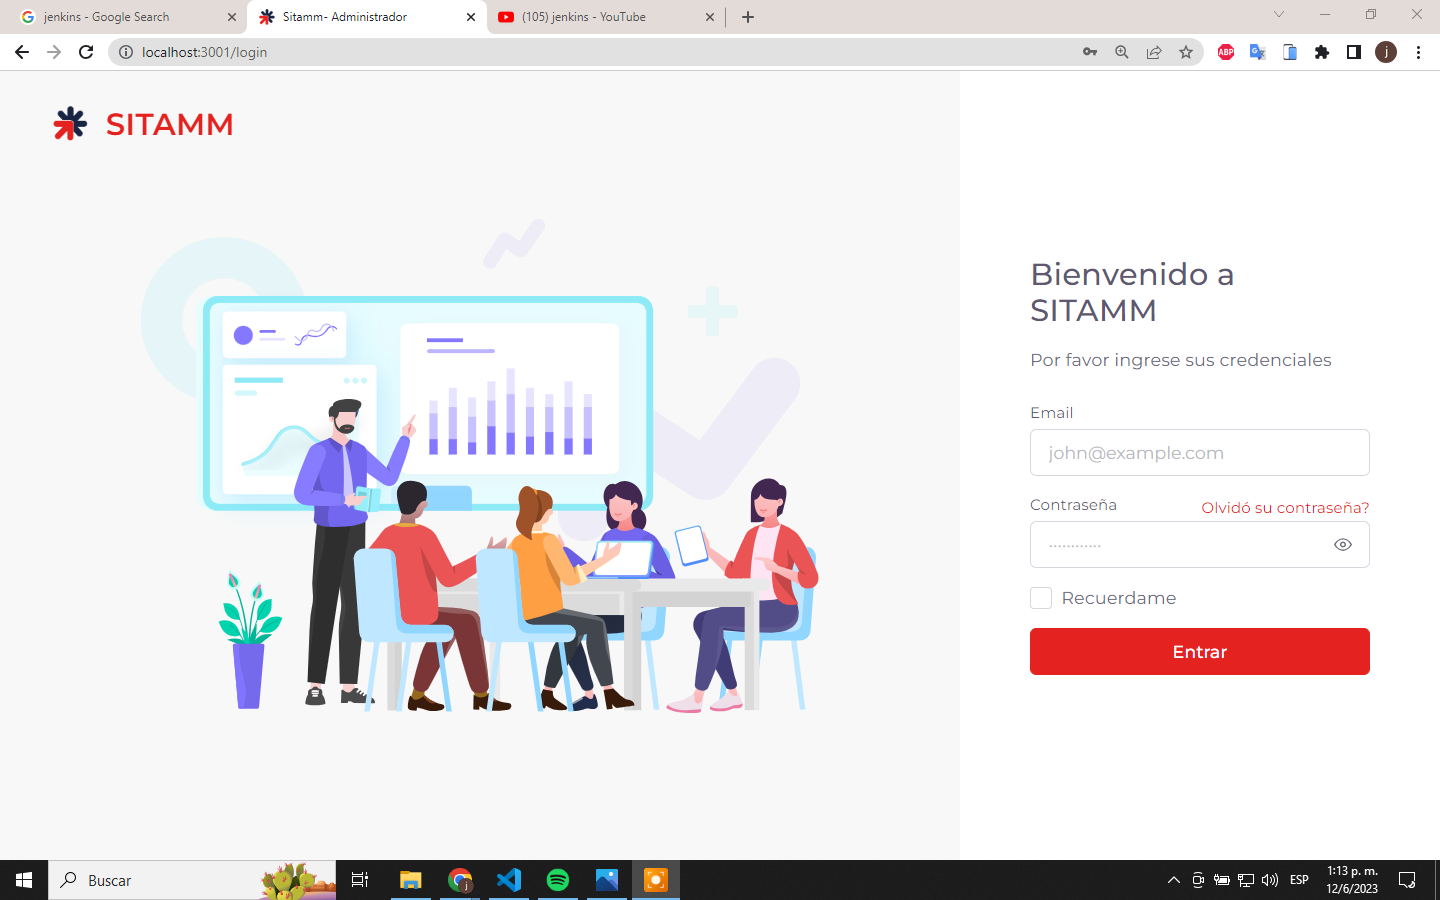 jenkins - Google Search
Sitamm- Administrador
(105) jenkins - YouTube
localhost:3001/login
ABP
j
SITAMM
Bienvenido a
SITAMM
Por favor ingrese sus credenciales
Email
john@example.com
Contraseña
Olvidó su contraseña?
Recuerdame
Entrar
Buscar
j
ESP
1:13 p. m.
12/6/2023